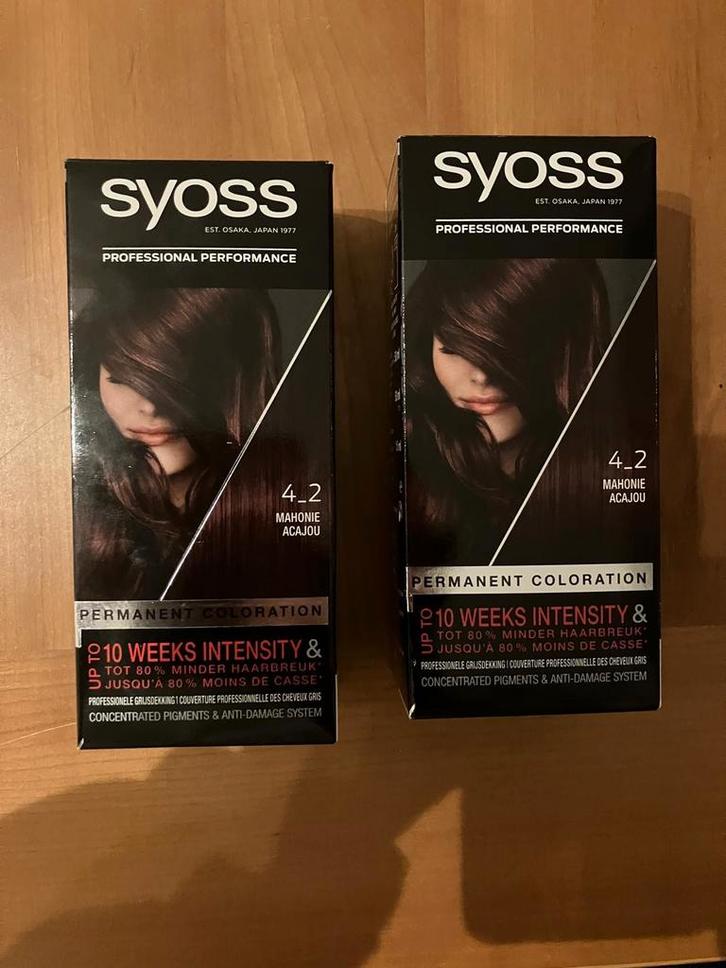 syoss
EST. OSAKA, JAPAN 1977
PROFESSIONAL PERFORMANCE
4_2
MAHONIE
ACAJOU
PERMANENT COLORATION
UP TO
10 WEEKS INTENSITY &
TOT 80% MINDER HAARBREUK*
JUSQU'À 80% MOINS DE CASSE*
PROFESSIONELE GRIJSDEKKING | COUVERTURE PROFESSIONNELLE DES CHEVEUX GRIS
CONCENTRATED PIGMENTS & ANTI-DAMAGE SYSTEM
syoss
EST. OSAKA, JAPAN 1977
PROFESSIONAL PERFORMANCE
4_2
MAHONIE
ACAJOU
PERMANENT COLORATION
UP TO
10 WEEKS INTENSITY &
TOT 80% MINDER HAARBREUK*
JUSQU'À 80% MOINS DE CASSE*
PROFESSIONELE GRIJSDEKKING | COUVERTURE PROFESSIONNELLE DES CHEVEUX GRIS
CONCENTRATED PIGMENTS & ANTI-DAMAGE SYSTEM